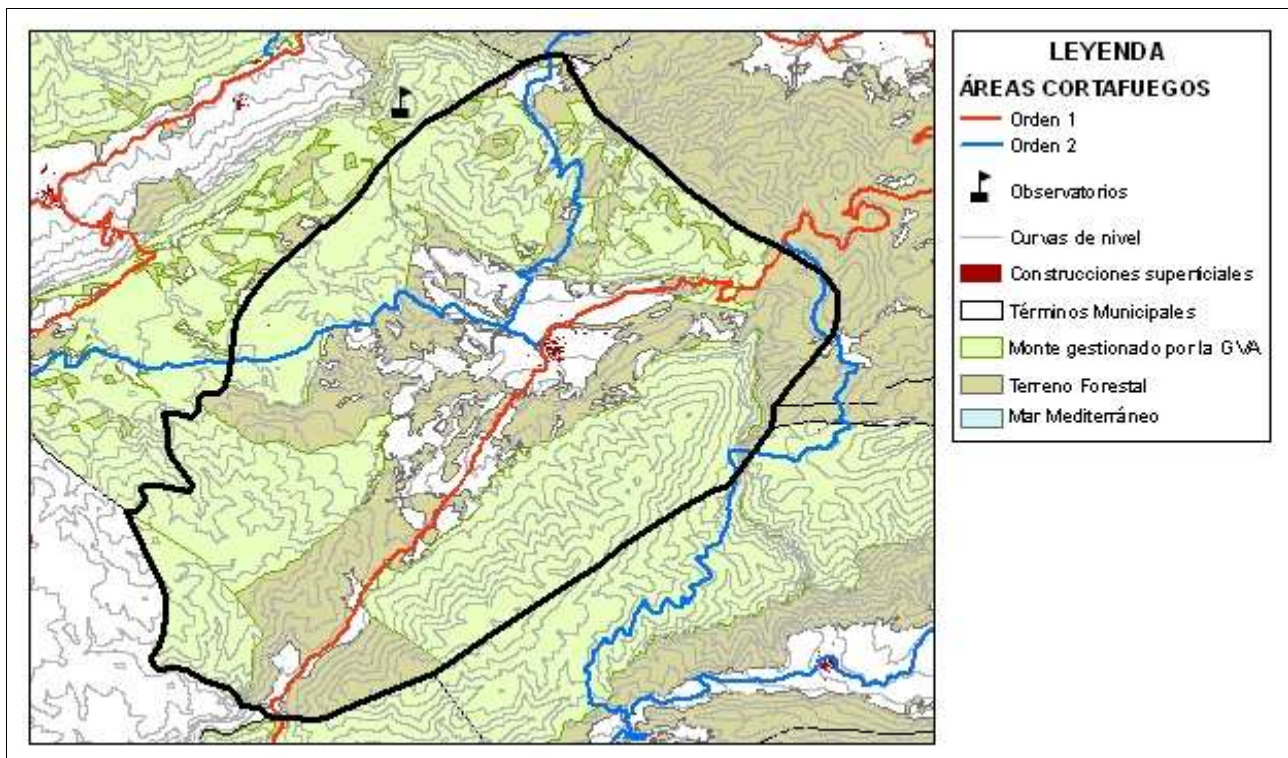 LEYENDA
ÁREAS CORTAFUEGOS
Orden 1
Orden 2
Observatorios
Curvas de nivel
Construcciones superficiales
Términos Municipales
Monte gestionado por la GVA
Terreno Forestal
Mar Mediterráneo